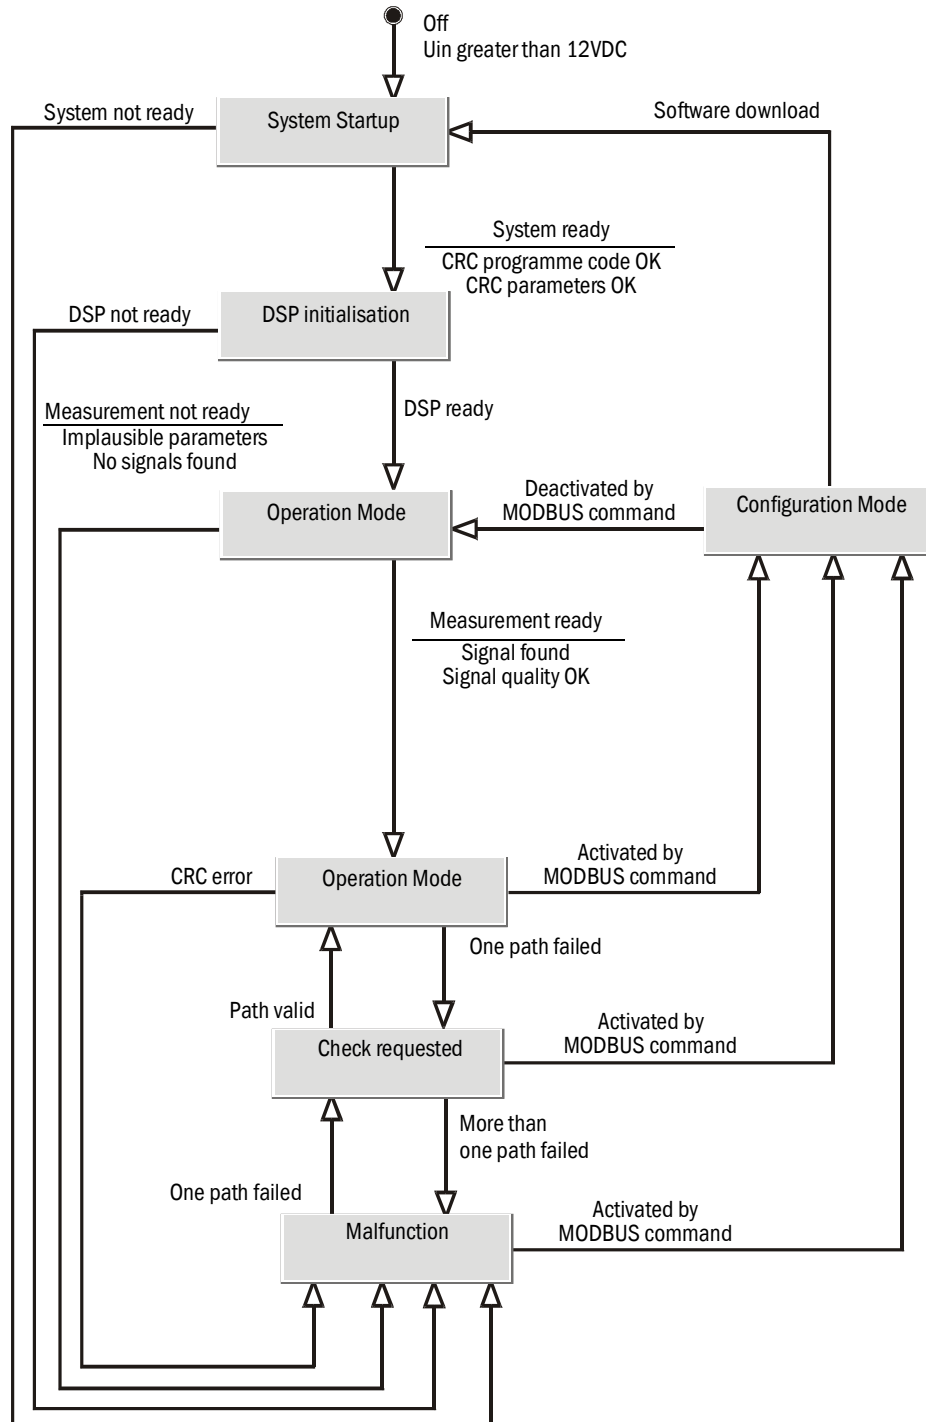 Off
Uin greater than 12VDC
System not ready
System Startup
Software download
System ready
CRC programme code OK
CRC parameters OK
DSP not ready
DSP initialisation
Measurement not ready
Implausible parameters
No signals found
DSP ready
Operation Mode
Deactivated by
MODBUS command
Configuration Mode
Measurement ready
Signal found
Signal quality OK
CRC error
Operation Mode
Activated by
MODBUS command
One path failed
Path valid
Check requested
Activated by
MODBUS command
More than
one path failed
One path failed
Malfunction
Activated by
MODBUS command